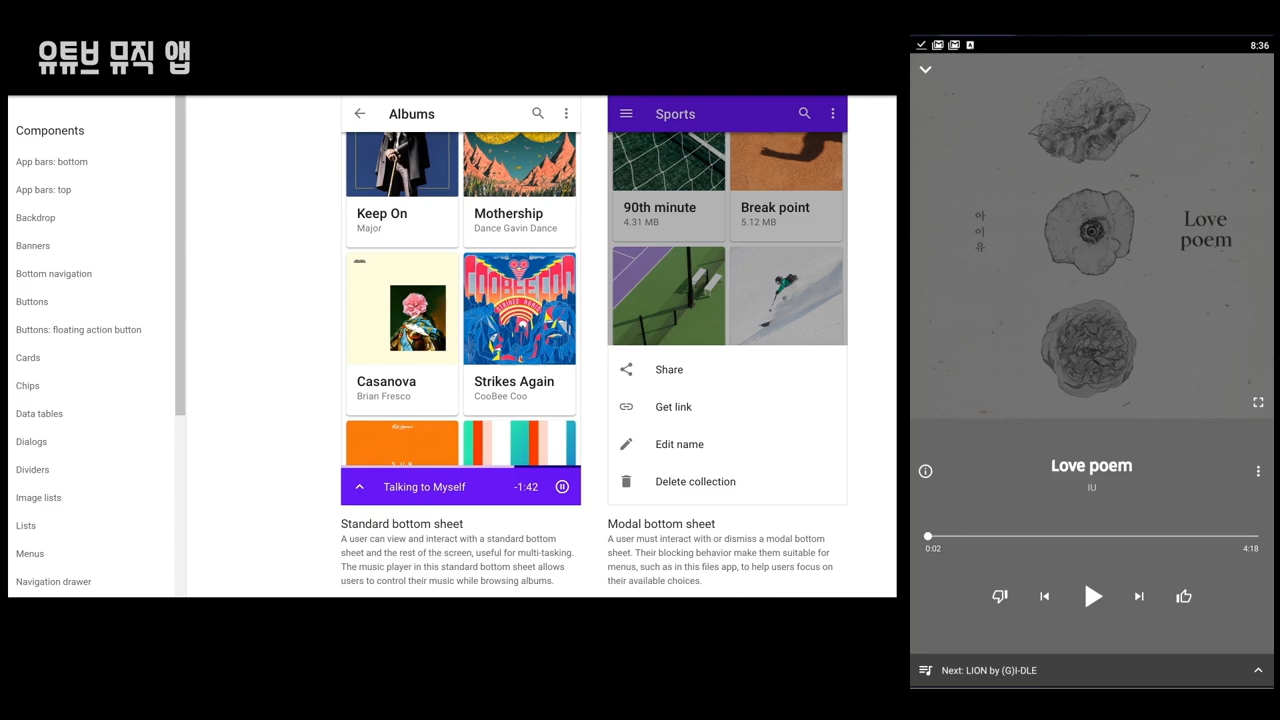 유튜브 뮤직 앱
Components
App bars: bottom
App bars: top
Backdrop
Banners
Bottom navigation
Buttons
Buttons: floating action button
Cards
Chips
Data tables
Dialogs
Dividers
Image lists
Lists
Menus
Navigation drawer
Albums
Keep On
Major
Mothership
Dance Gavin Dance
Casanova
Brian Fresco
Strikes Again
CooBee Coo
Talking to Myself
-1:42
Standard bottom sheet
A user can view and interact with a standard bottom
sheet and the rest of the screen, useful for multi-tasking.
The music player in this standard bottom sheet allows
users to control their music while browsing albums.
Sports
90th minute
4.31 MB
Break point
5.12 MB
Share
Get link
Edit name
Delete collection
Modal bottom sheet
A user must interact with or dismiss a modal bottom
sheet. Their blocking behavior make them suitable for
menus, such as in this files app, to help users focus on
their available choices.
8:36
아이유
Love
poem
Love poem
IU
0:02
4:18
Next: LION by (G)I-DLE